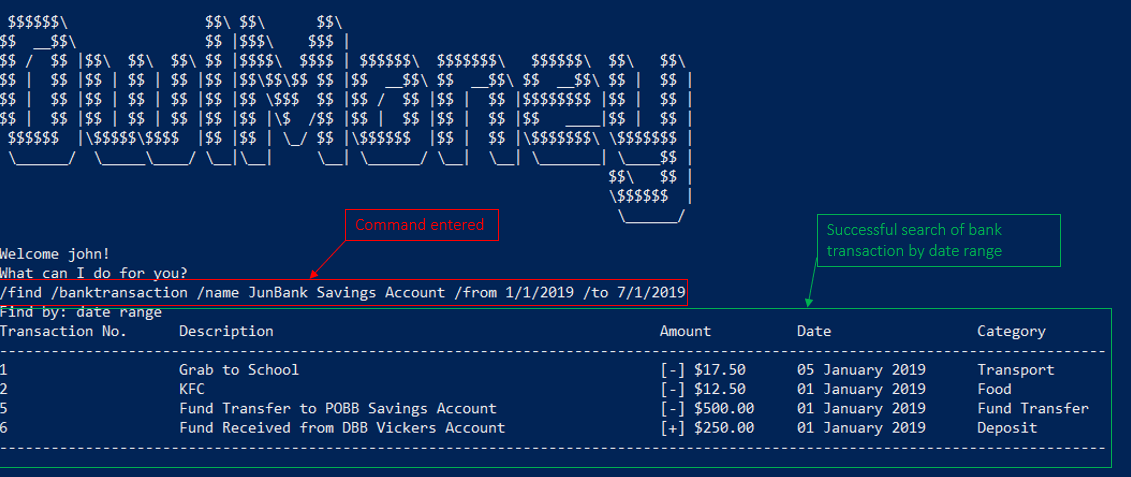 $$$$$$\                $$\ $$\      $$\
$$  __$$\               $$ |$$$\    $$$ |
$$ /  $$ |$$\  $$\  $$\ $$ |$$$$\  $$$$ | $$$$$$\  $$$$$$$\   $$$$$$\  $$\   $$\
$$ |  $$ |$$ | $$ | $$ |$$ |$$\$$\$$ $$ |$$  __$$\ $$  __$$\ $$  __$$\ $$ |  $$ |
$$ |  $$ |$$ | $$ | $$ |$$ |$$ \$$$  $$ |$$ /  $$ |$$ |  $$ |$$$$$$$$ |$$ |  $$ |
$$ |  $$ |$$ | $$ | $$ |$$ |$$ |\$  /$$ |$$ |  $$ |$$ |  $$ |$$   ____|$$ |  $$ |
 $$$$$$  |\$$$$$\$$$$  |$$ |$$ | \_/ $$ |\$$$$$$  |$$ |  $$ |\$$$$$$$\ \$$$$$$$ |
 \______/  \_____\____/ \__|\__|     \__| \______/ \__|  \__| \_______| \____$$ |
                                                                       $$\   $$ |
                                                                       \$$$$$$  |
                                                                        \______/
Command entered
Successful search of bank
transaction by date range
Welcome john!
What can I do for you?
/find /banktransaction /name JunBank Savings Account /from 1/1/2019 /to 7/1/2019
Find by: date range
Transaction No. Description Amount Date Category
1 Grab to School [-] $17.50 05 January 2019 Transport
2 KFC [-] $12.50 01 January 2019 Food
5 Fund Transfer to POBB Savings Account [-] $500.00 01 January 2019 Fund Transfer
6 Fund Received from DBB Vickers Account [+] $250.00 01 January 2019 Deposit